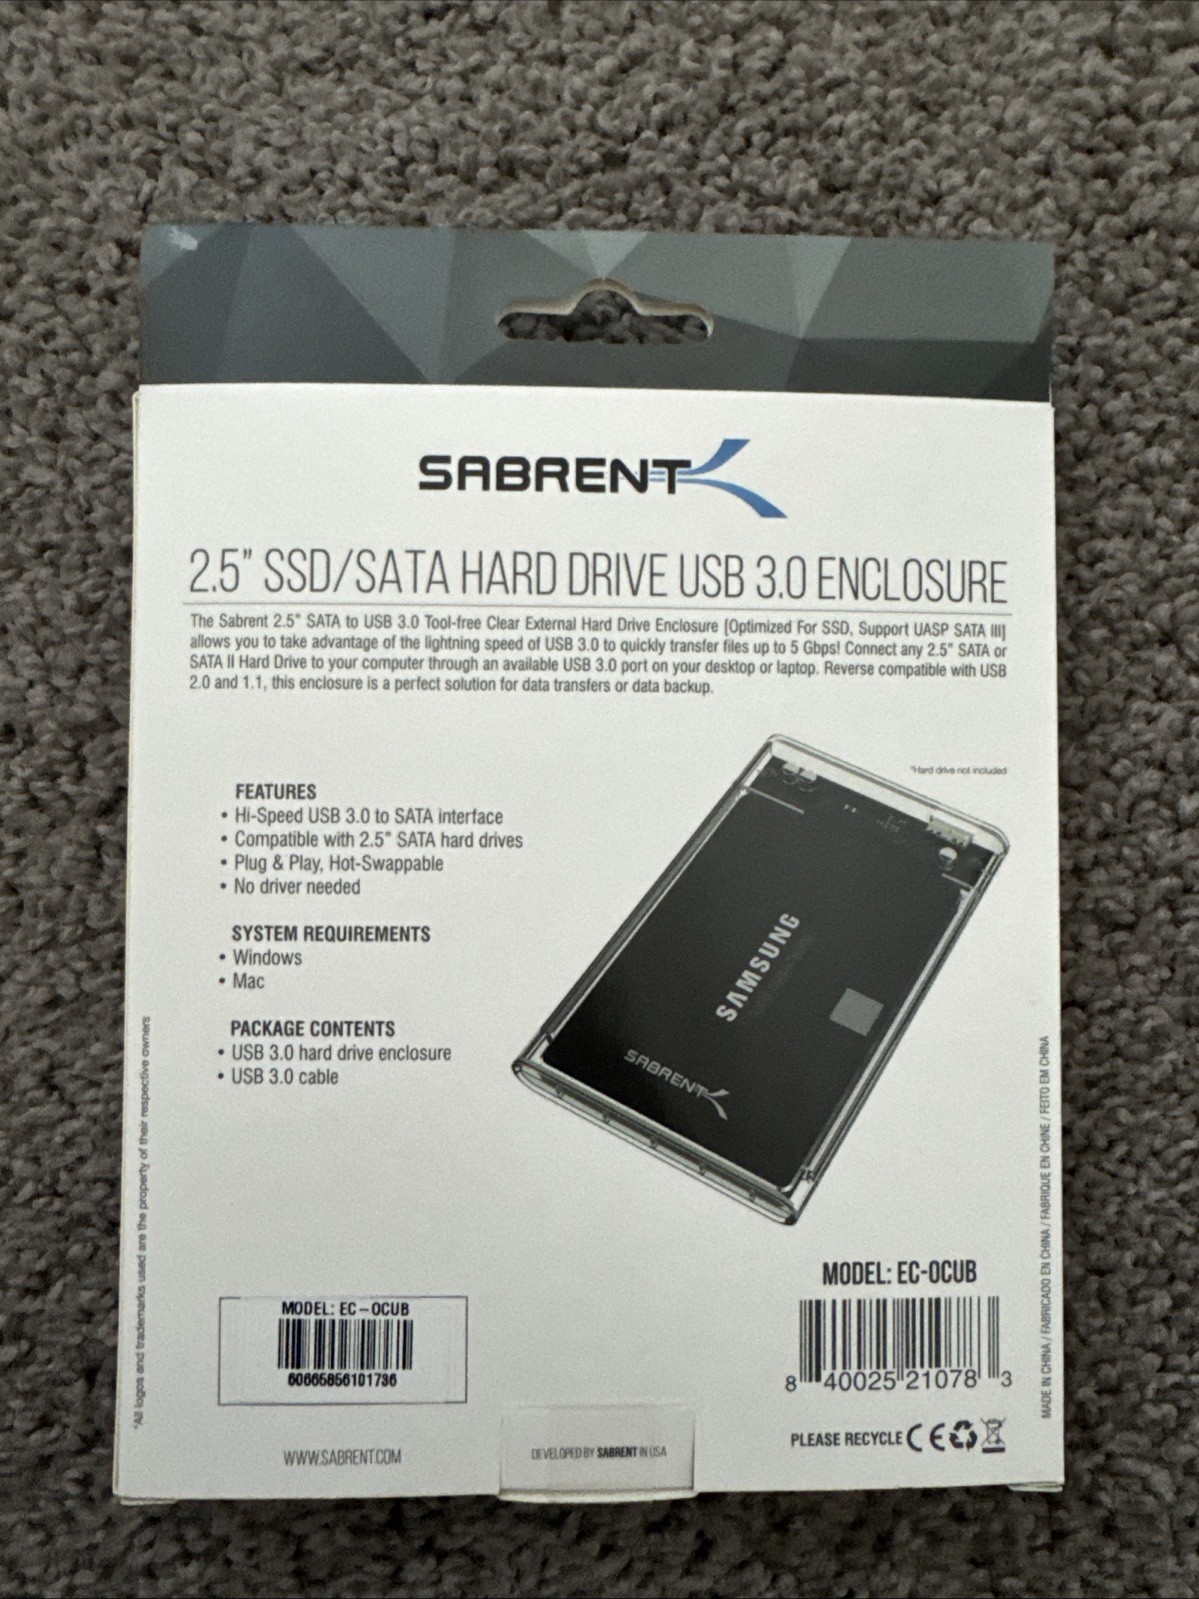 SABRENT
2.5" SSD/SATA HARD DRIVE USB 3.0 ENCLOSURE
The Sabrent 2.5" SATA to USB 3.0 Tool-free Clear External Hard Drive Enclosure [Optimized For SSD, Support UASP SATA III]
allows you to take advantage of the lightning speed of USB 3.0 to quickly transfer files up to 5 Gbps! Connect any 2.5" SATA or
SATA II Hard Drive to your computer through an available USB 3.0 port on your desktop or laptop. Reverse compatible with USB
2.0 and 1.1, this enclosure is a perfect solution for data transfers or data backup.
*Hard drive not included
FEATURES
• Hi-Speed USB 3.0 to SATA interface
• Compatible with 2.5" SATA hard drives
• Plug & Play, Hot-Swappable
• No driver needed
SYSTEM REQUIREMENTS
• Windows
• Mac
PACKAGE CONTENTS
• USB 3.0 hard drive enclosure
• USB 3.0 cable
SAMSUNG
SABRENT
*All logos and trademarks used are the property of their respective owners
MADE IN CHINA / FABRICADO EN CHINA / FABRIQUE EN CHINE / FEITO EM CHINA
MODEL: EC-OCUB
60665856101736
MODEL: EC-OCUB
8 40025 21078 3
WWW.SABRENT.COM
DEVELOPED BY SABRENT IN USA
PLEASE RECYCLE CE